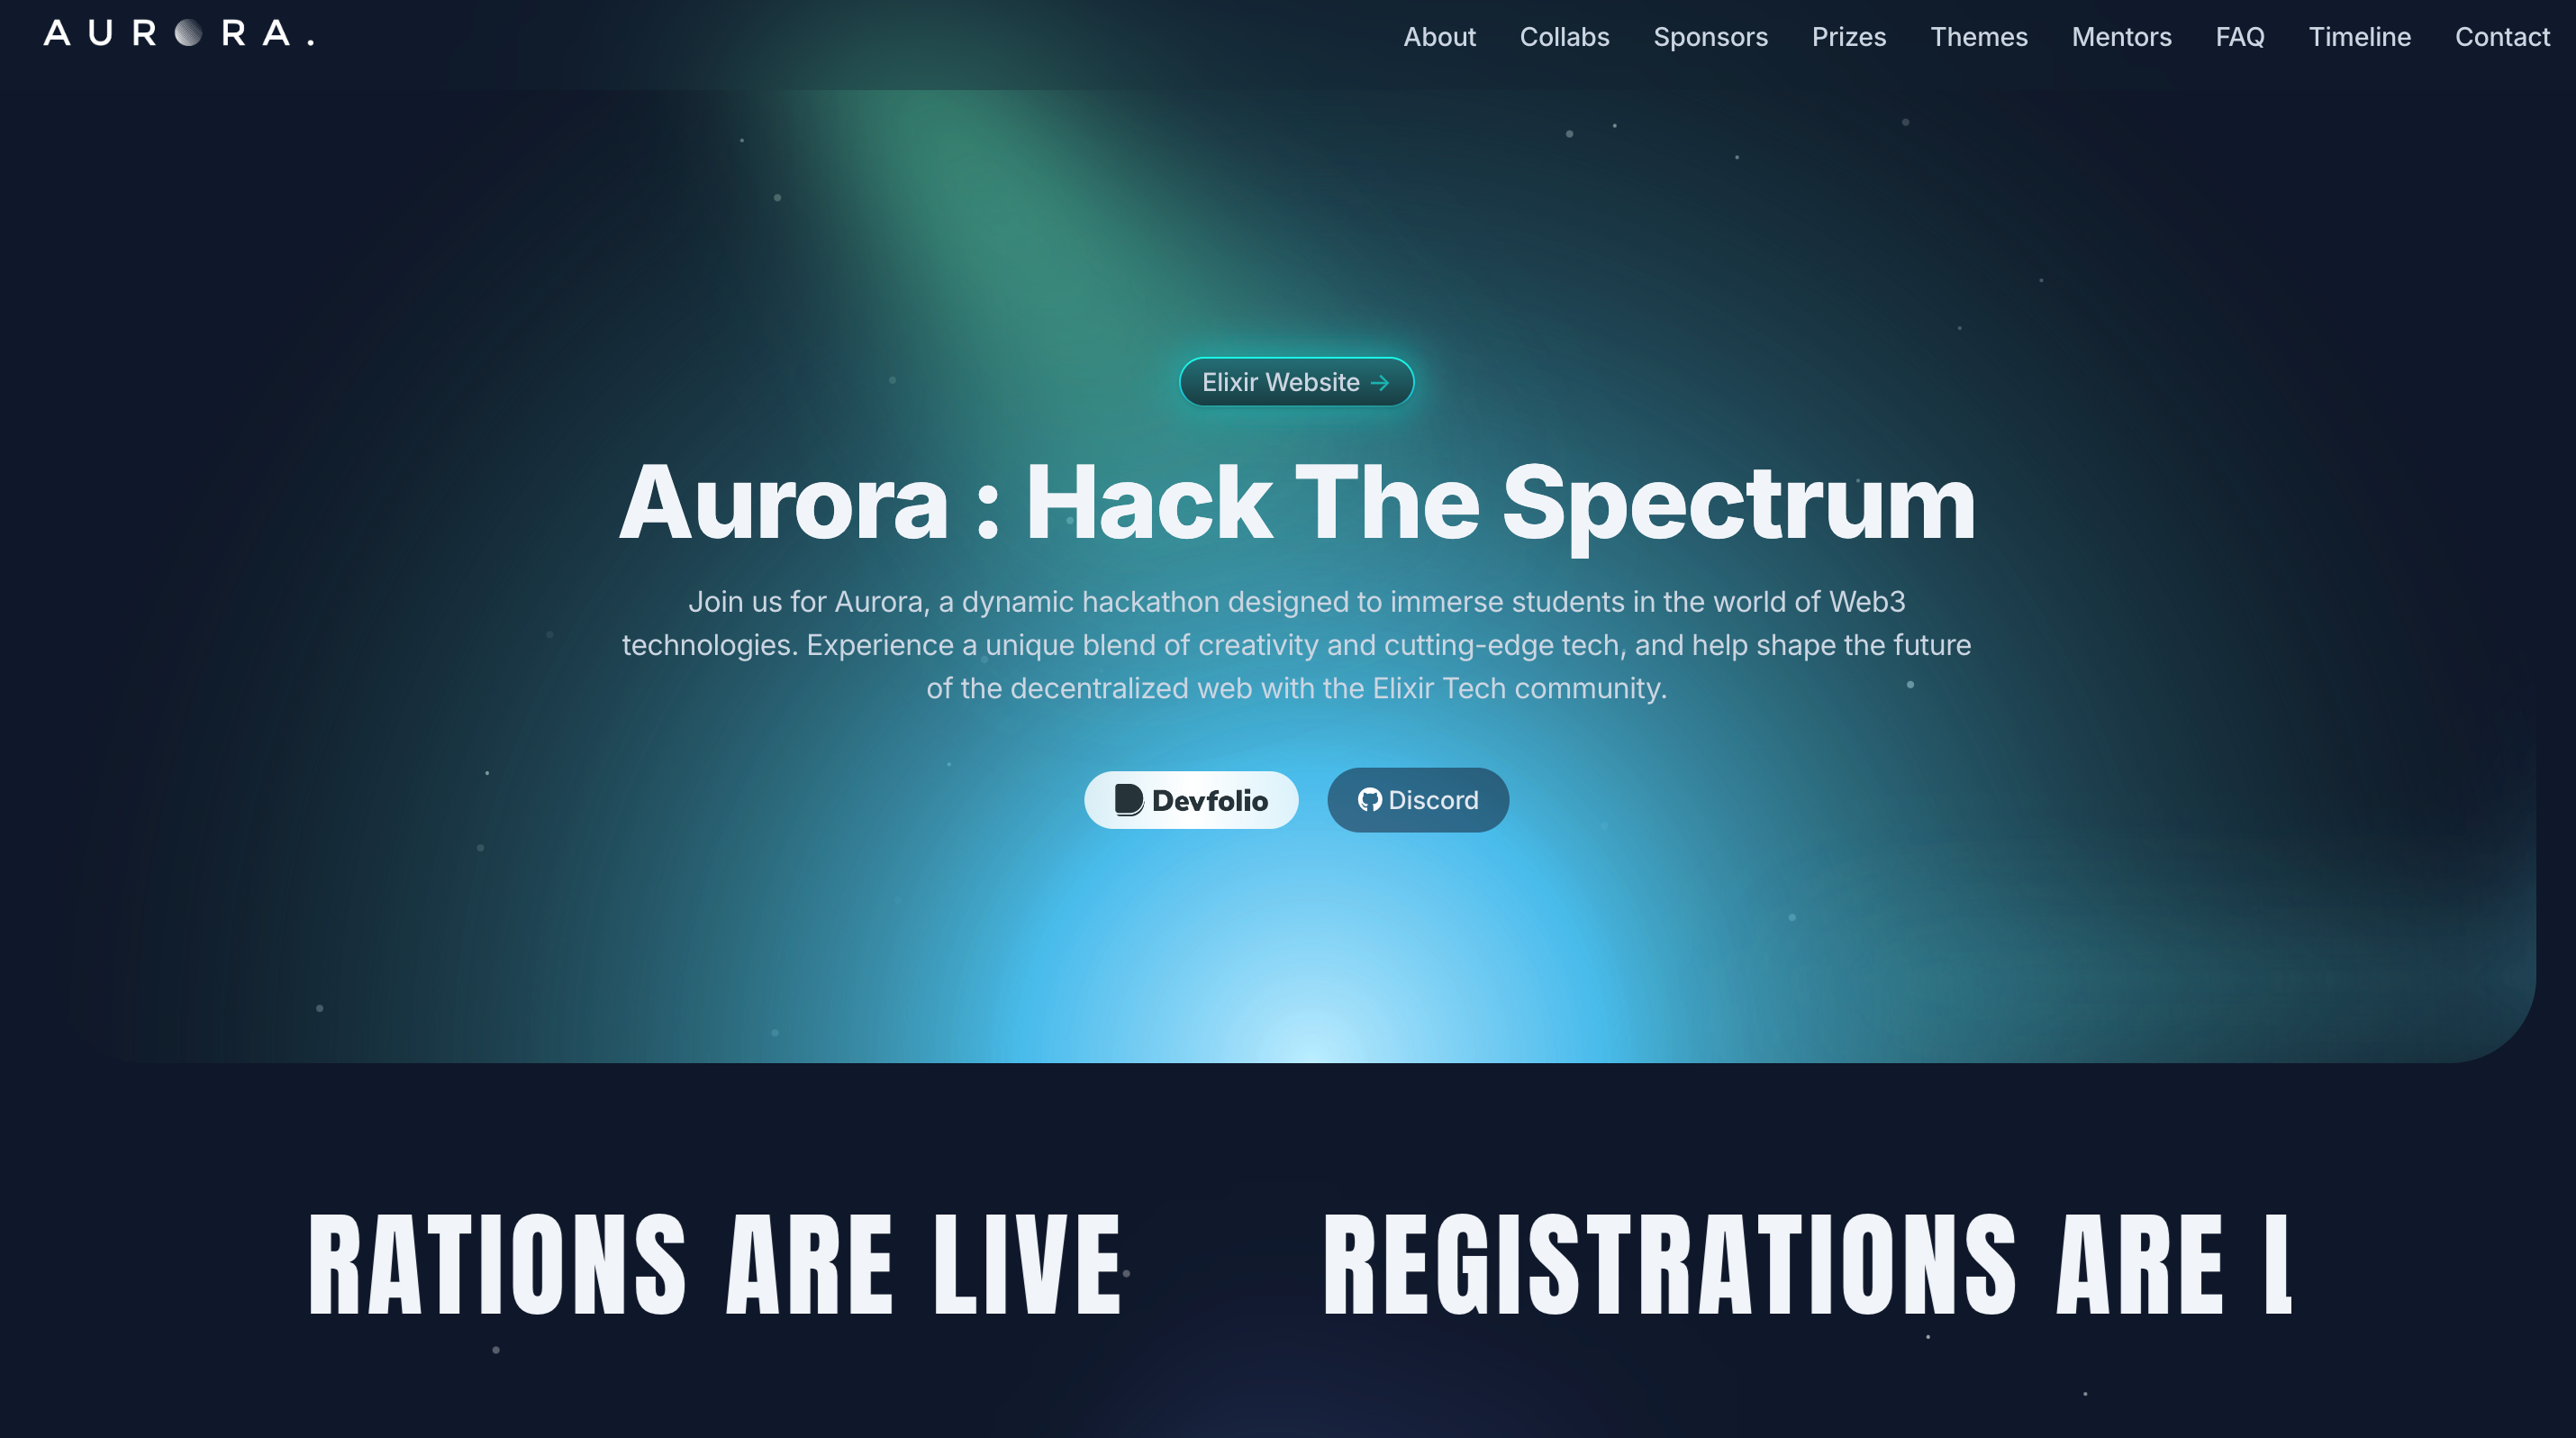 AURORA.
About Collabs Sponsors Prizes Themes Mentors FAQ Timeline Contact
Elixir Website →
Aurora : Hack The Spectrum
Join us for Aurora, a dynamic hackathon designed to immerse students in the world of Web3
technologies. Experience a unique blend of creativity and cutting-edge tech, and help shape the future
of the decentralized web with the Elixir Tech community.
Devfolio Discord
RATIONS ARE LIVE REGISTRATIONS ARE L